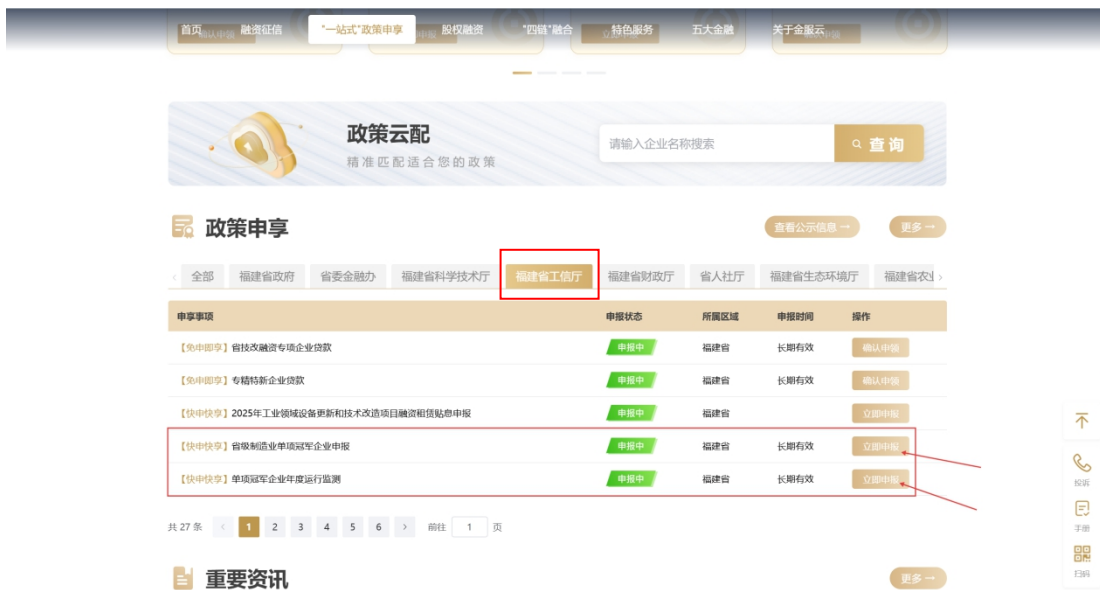 首页 融资征信 “一站式”政策申享 股权融资 “四链”融合 特色服务 五大金融 关于金服云
政策云配
精准匹配适合您的政策
请输入企业名称搜索
查询
政策申享
查看公示信息→ 更多→
全部 福建省政府 省委金融办 福建省科学技术厅 福建省工信厅 福建省财政厅 省人社厅 福建省生态环境厅 福建省农业
申享事项 申报状态 所属区域 申报时间 操作
【免申即享】省技改融资专项企业贷款 申报中 福建省 长期有效 确认申领
【免申即享】专精特新企业贷款 申报中 福建省 长期有效 确认申领
【快申快享】2025年工业领域设备更新和技术改造项目融资租赁贴息申报 申报中 福建省 立即申报
【快申快享】省级制造业单项冠军企业申报 申报中 福建省 长期有效 立即申报
【快申快享】单项冠军企业年度运行监测 申报中 福建省 长期有效 立即申报
共 27 条 < 1 2 3 4 5 6 > 前往 1 页
重要资讯
更多→
投诉
手册
扫码